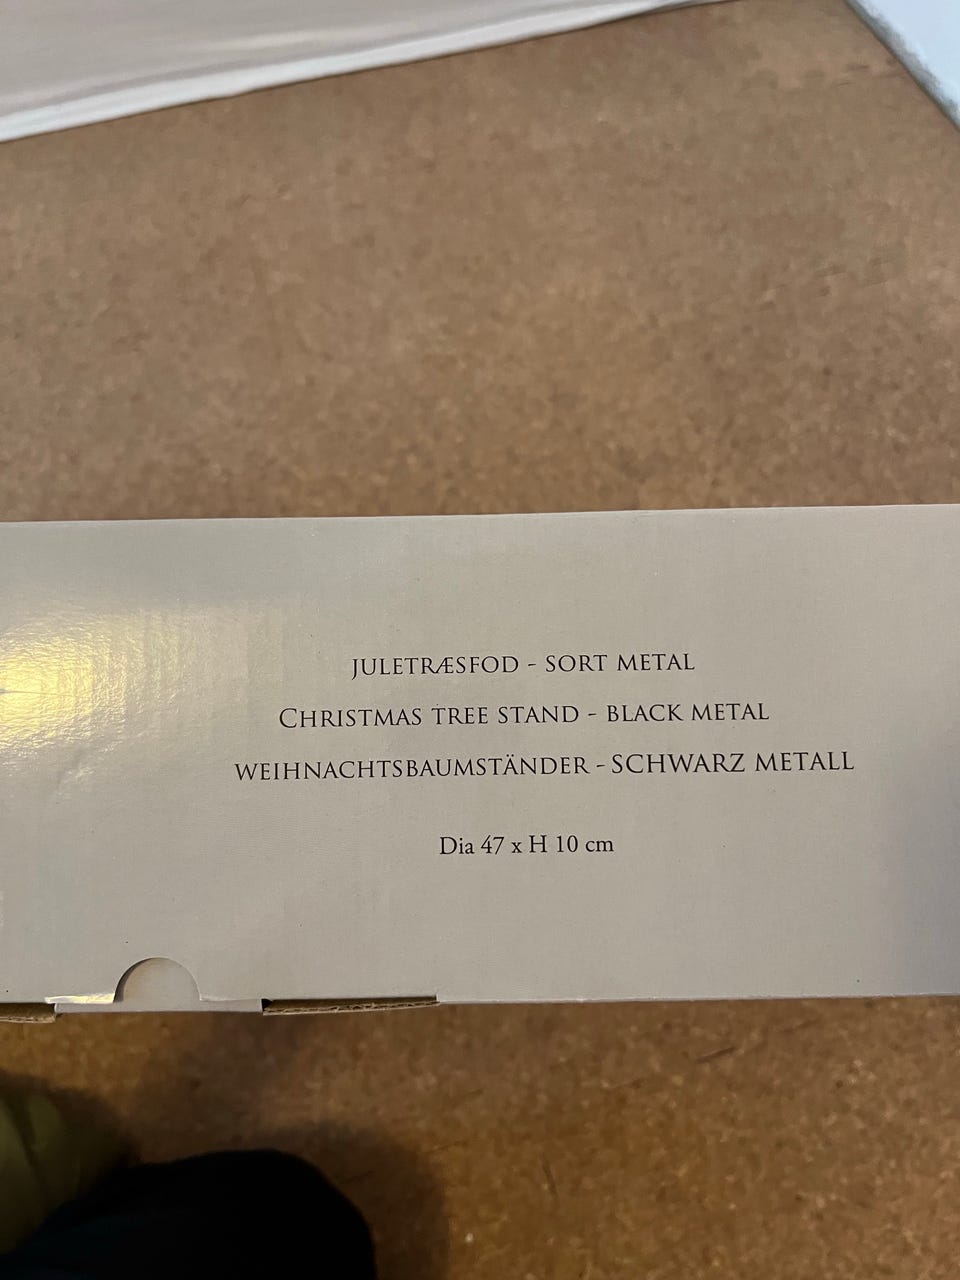 JULETRÆSFOD - SORT METAL
CHRISTMAS TREE STAND - BLACK METAL
WEIHNACHTSBAUMSTÄNDER - SCHWARZ METALL
Dia 47 x H 10 cm